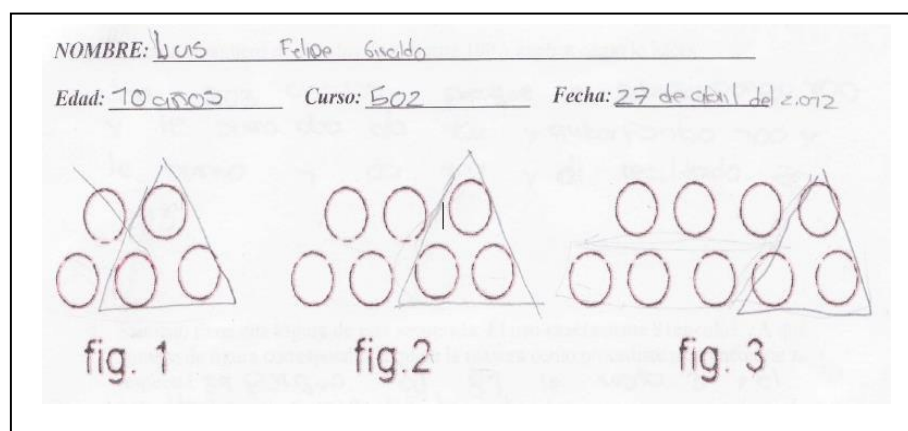 NOMBRE: Luis Felipe Giraldo
Edad: 10 años Curso: 502 Fecha: 27 de abril del 2.012
fig. 1 fig.2 fig. 3